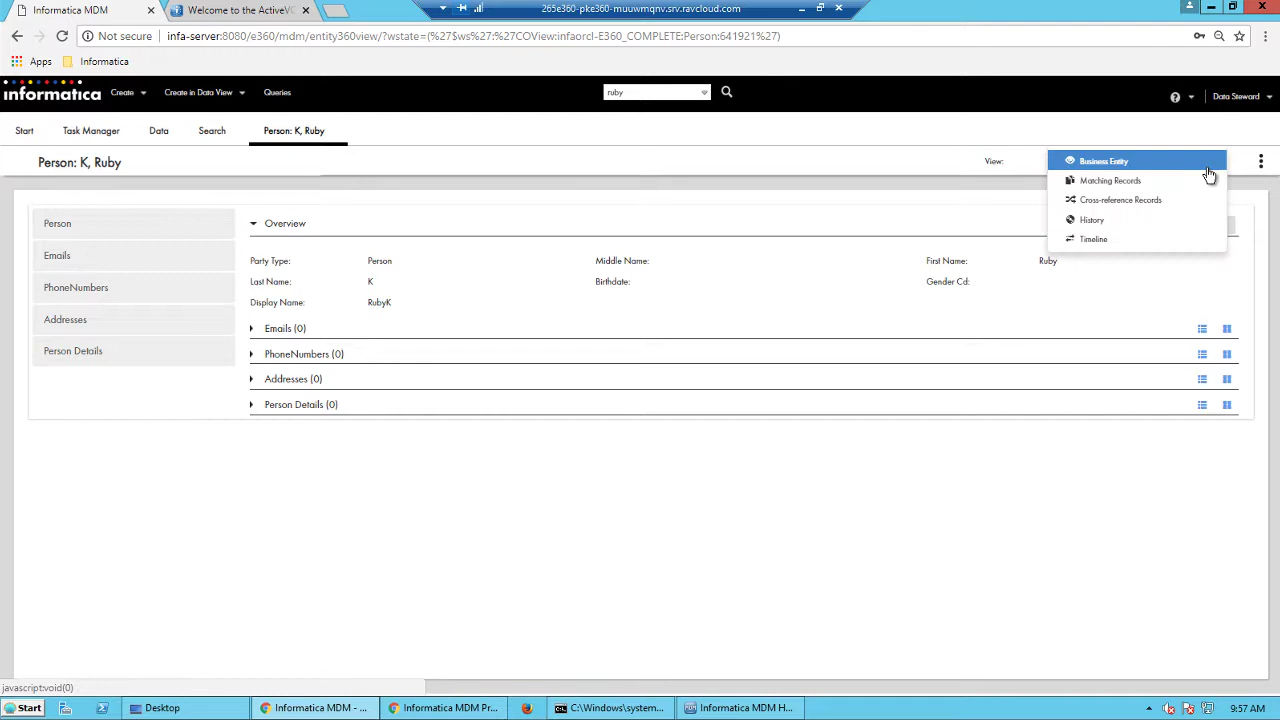 Informatica MDM
Welcome to the ActiveVO
265e360-pke360-muuwmqnv.srv.ravcloud.com
Not secure
infa-server:8080/e360/mdm/entity360view/?wstate=(%27$ws%27:%27COView:infaorcl-E360_COMPLETE:Person:641921%27)
Apps
Informatica
informatica
Create
Create in Data View
Queries
ruby
Data Steward
Start
Task Manager
Data
Search
Person: K, Ruby
Person: K, Ruby
View:
Business Entity
Matching Records
Cross-reference Records
History
Timeline
Person
Emails
PhoneNumbers
Addresses
Person Details
Overview
Party Type: Person Middle Name: First Name: Ruby
Last Name: K Birthdate: Gender Cd:
Display Name: RubyK
Emails (0)
PhoneNumbers (0)
Addresses (0)
Person Details (0)
javascript:void(0)
Start
Desktop
Informatica MDM - ...
Informatica MDM Pr...
C:\Windows\system...
Informatica MDM H...
9:57 AM